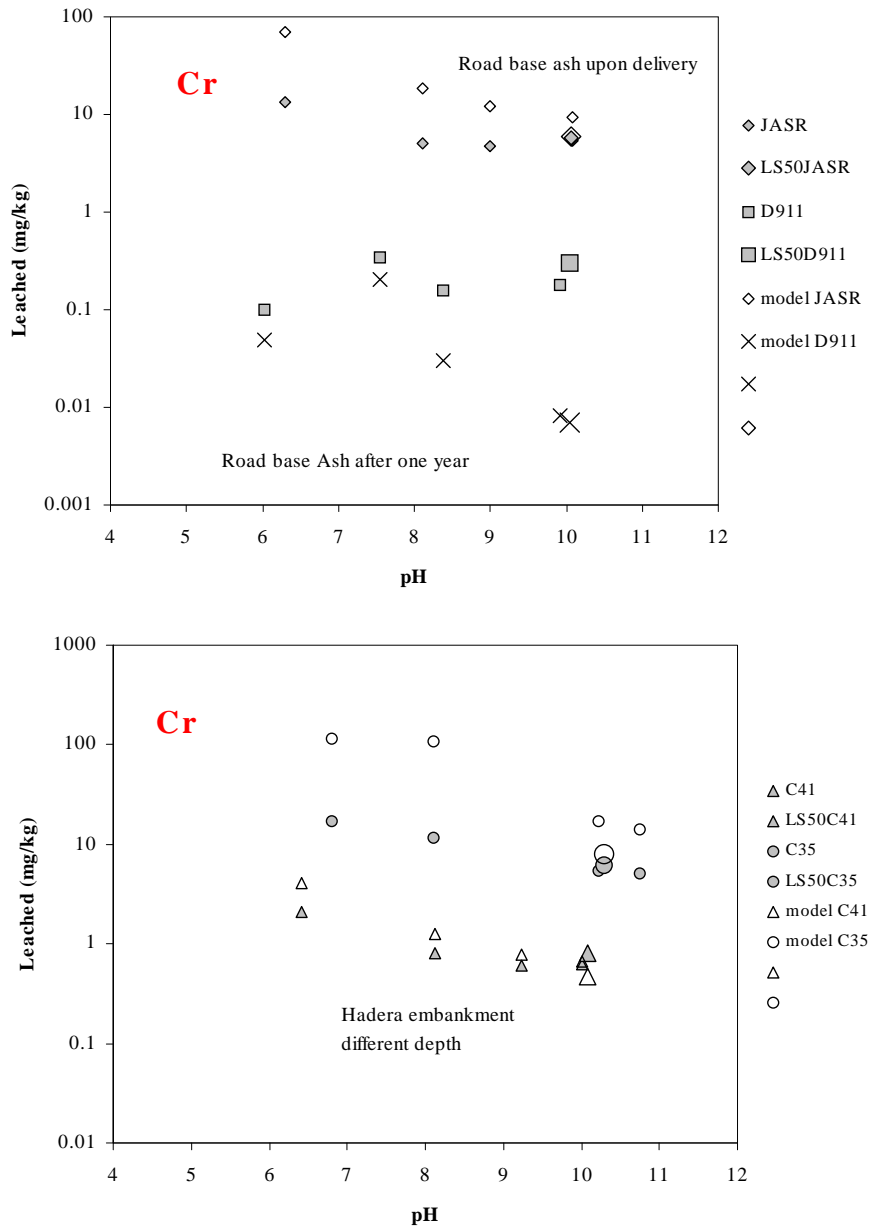 100
10
1
0.1
0.01
0.001
Leached (mg/kg)
Cr
Road base ash upon delivery
Road base Ash after one year
4 5 6 7 8 9 10 11 12
pH
JASR
LS50JASR
D911
LS50D911
model JASR
model D911
1000
100
10
1
0.1
0.01
Leached (mg/kg)
Cr
Hadera embankment
different depth
4 5 6 7 8 9 10 11 12
pH
C41
LS50C41
C35
LS50C35
model C41
model C35